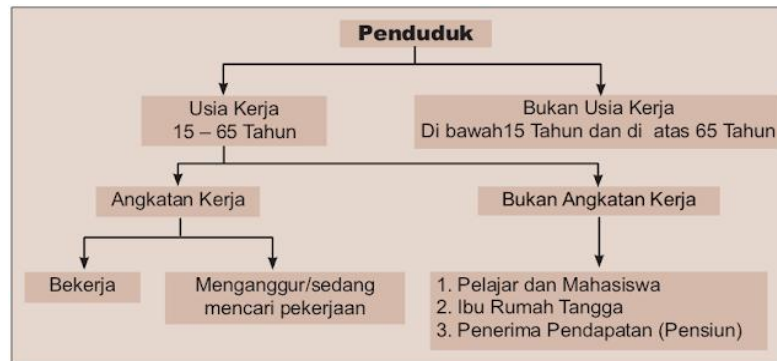 Penduduk
Usia Kerja
15 – 65 Tahun
Bukan Usia Kerja
Di bawah15 Tahun dan di atas 65 Tahun
Angkatan Kerja
Bukan Angkatan Kerja
Bekerja
Menganggur/sedang
mencari pekerjaan
1. Pelajar dan Mahasiswa
2. Ibu Rumah Tangga
3. Penerima Pendapatan (Pensiun)